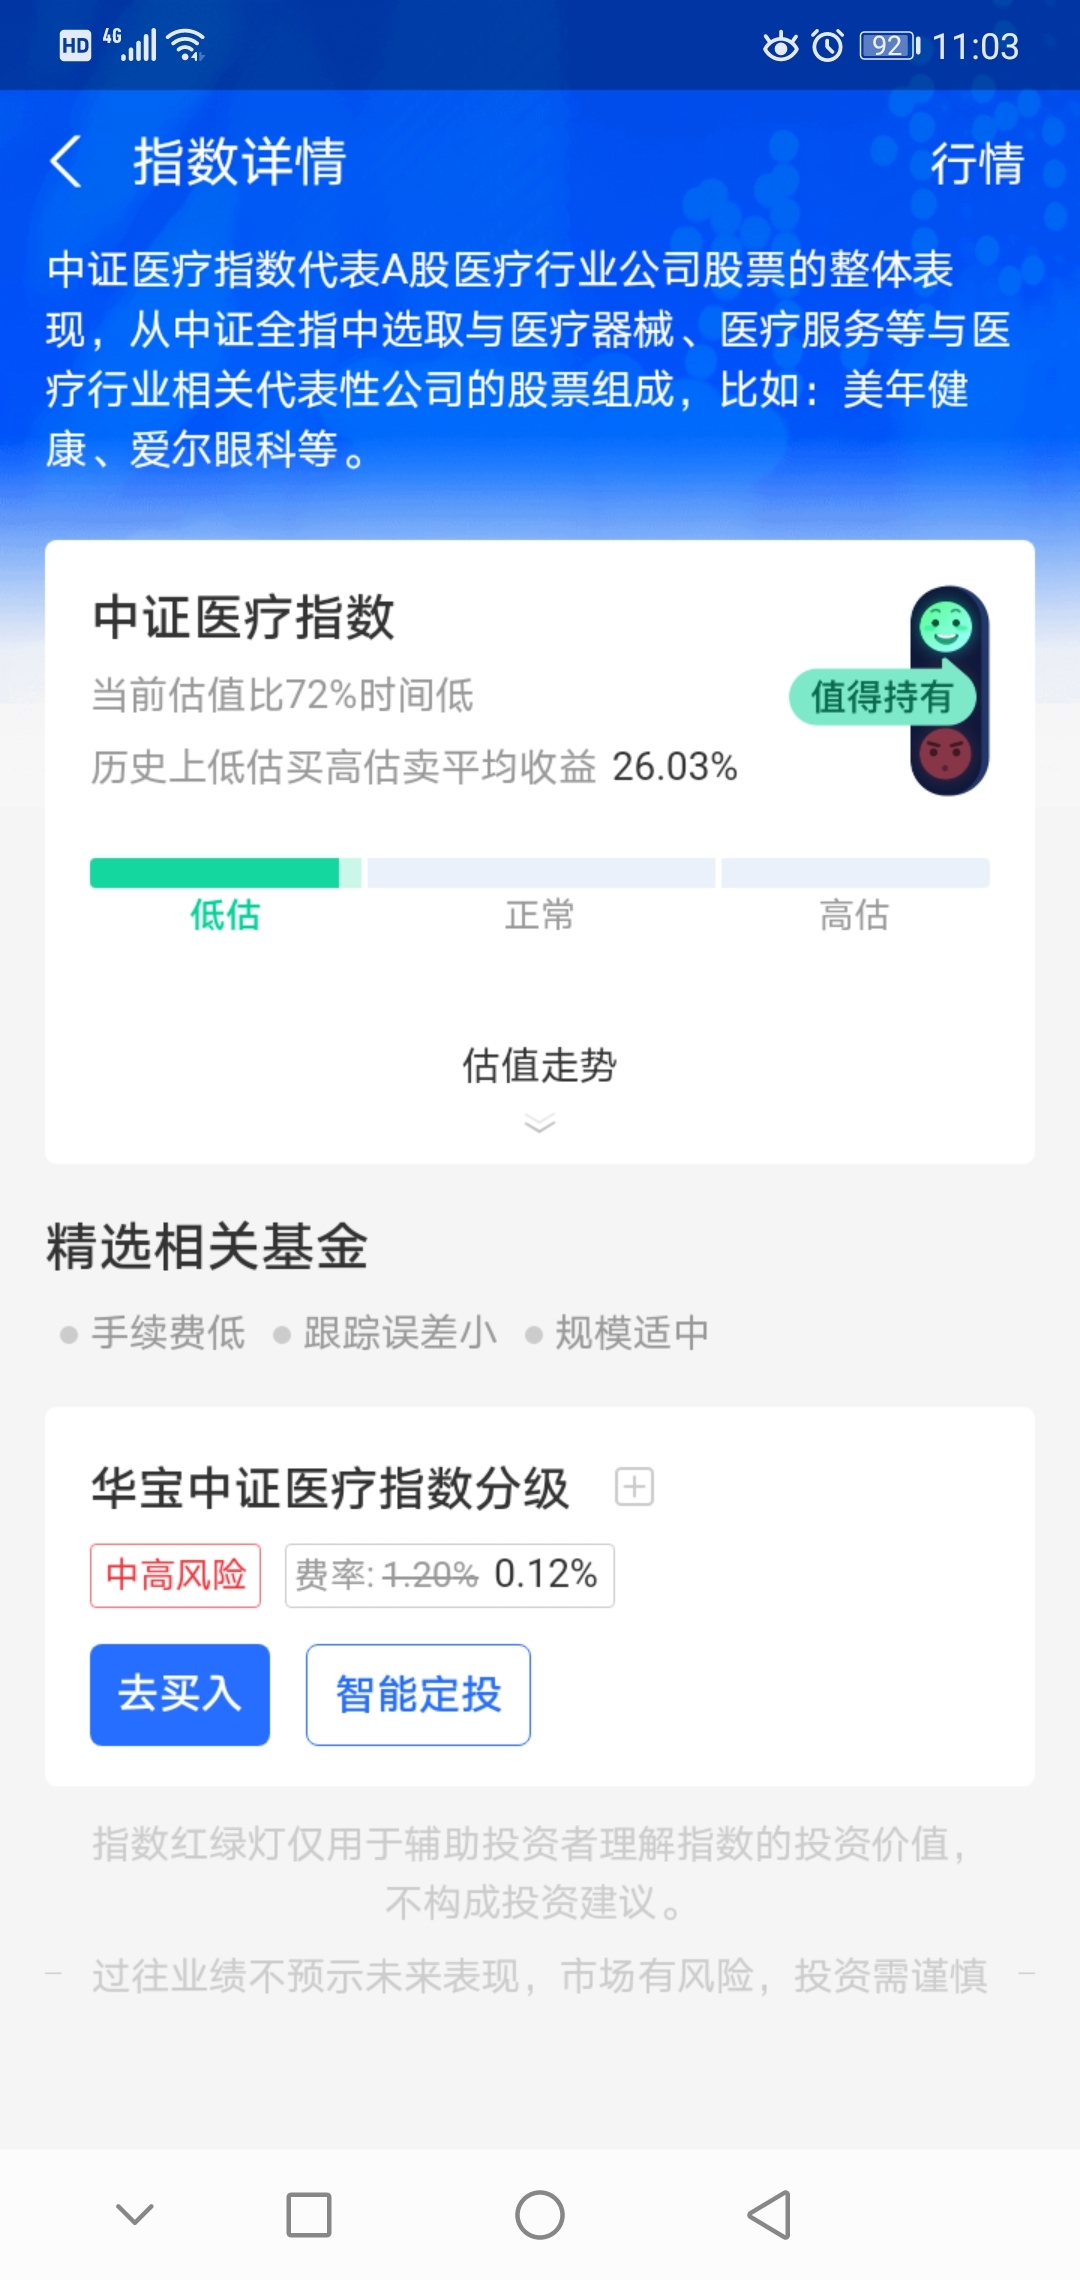 HD 4G 92 11:03
指数详情 行情
中证医疗指数代表A股医疗行业公司股票的整体表
现，从中证全指中选取与医疗器械、医疗服务等与医
疗行业相关代表性公司的股票组成，比如：美年健
康、爱尔眼科等。
中证医疗指数
当前估值比72%时间低
值得持有
历史上低估买高估卖平均收益 26.03%
低估 正常 高估
估值走势
精选相关基金
手续费低 跟踪误差小 规模适中
华宝中证医疗指数分级
中高风险 费率: 1.20% 0.12%
去买入 智能定投
指数红绿灯仅用于辅助投资者理解指数的投资价值，
不构成投资建议。
过往业绩不预示未来表现，市场有风险，投资需谨慎